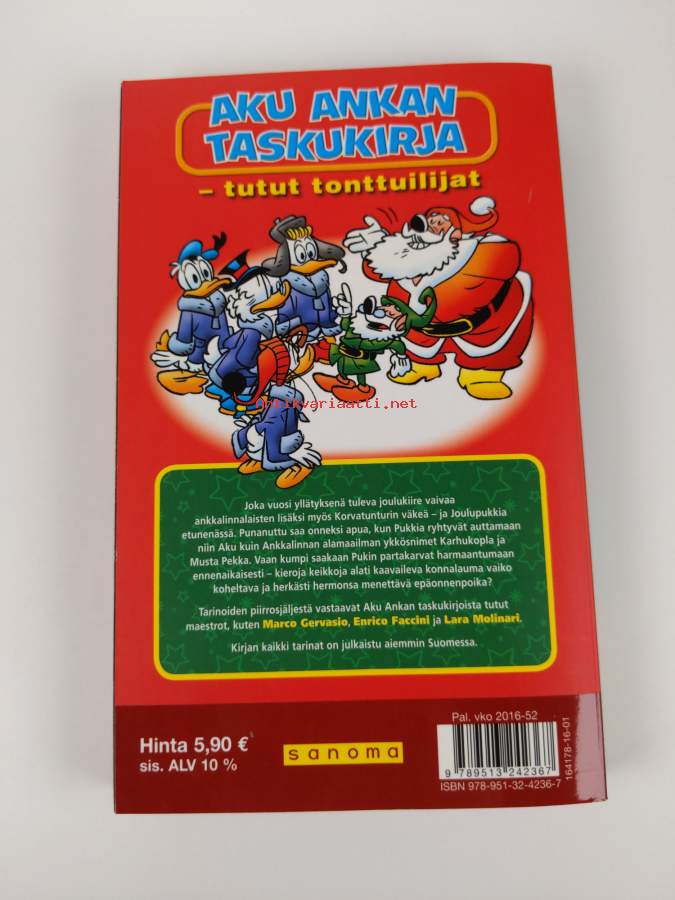 AKU ANKAN
TASKUKIRJA
– tutut tonttuilijat
Antikvariaatti.net
Joka vuosi yllätyksenä tuleva joulukiire vaivaa
ankkalinnalaisten lisäksi myös Korvatunturin väkeä – ja Joulupukkia
etunenässä. Punanuttu saa onneksi apua, kun Pukkia ryhtyvät auttamaan
niin Aku kuin Ankkalinnan alamaailman ykkösnimet Karhukopla ja
Musta Pekka. Vaan kumpi saakaan Pukin partakarvat harmaantumaan
ennenaikaisesti – kieroja keikkoja alati kaavaileva konnalauma vaiko
koheltava ja herkästi hermonsa menettävä epäonnenpoika?
Tarinoiden piirrosjäljestä vastaavat Aku Ankan taskukirjoista tutut
maestrot, kuten Marco Gervasio, Enrico Faccini ja Lara Molinari.
Kirjan kaikki tarinat on julkaistu aiemmin Suomessa.
Hinta 5,90 €
sis. ALV 10 %
sanoma
Pal. vko 2016-52
9 789513 242367
ISBN 978-951-32-4236-7
164178-16-01